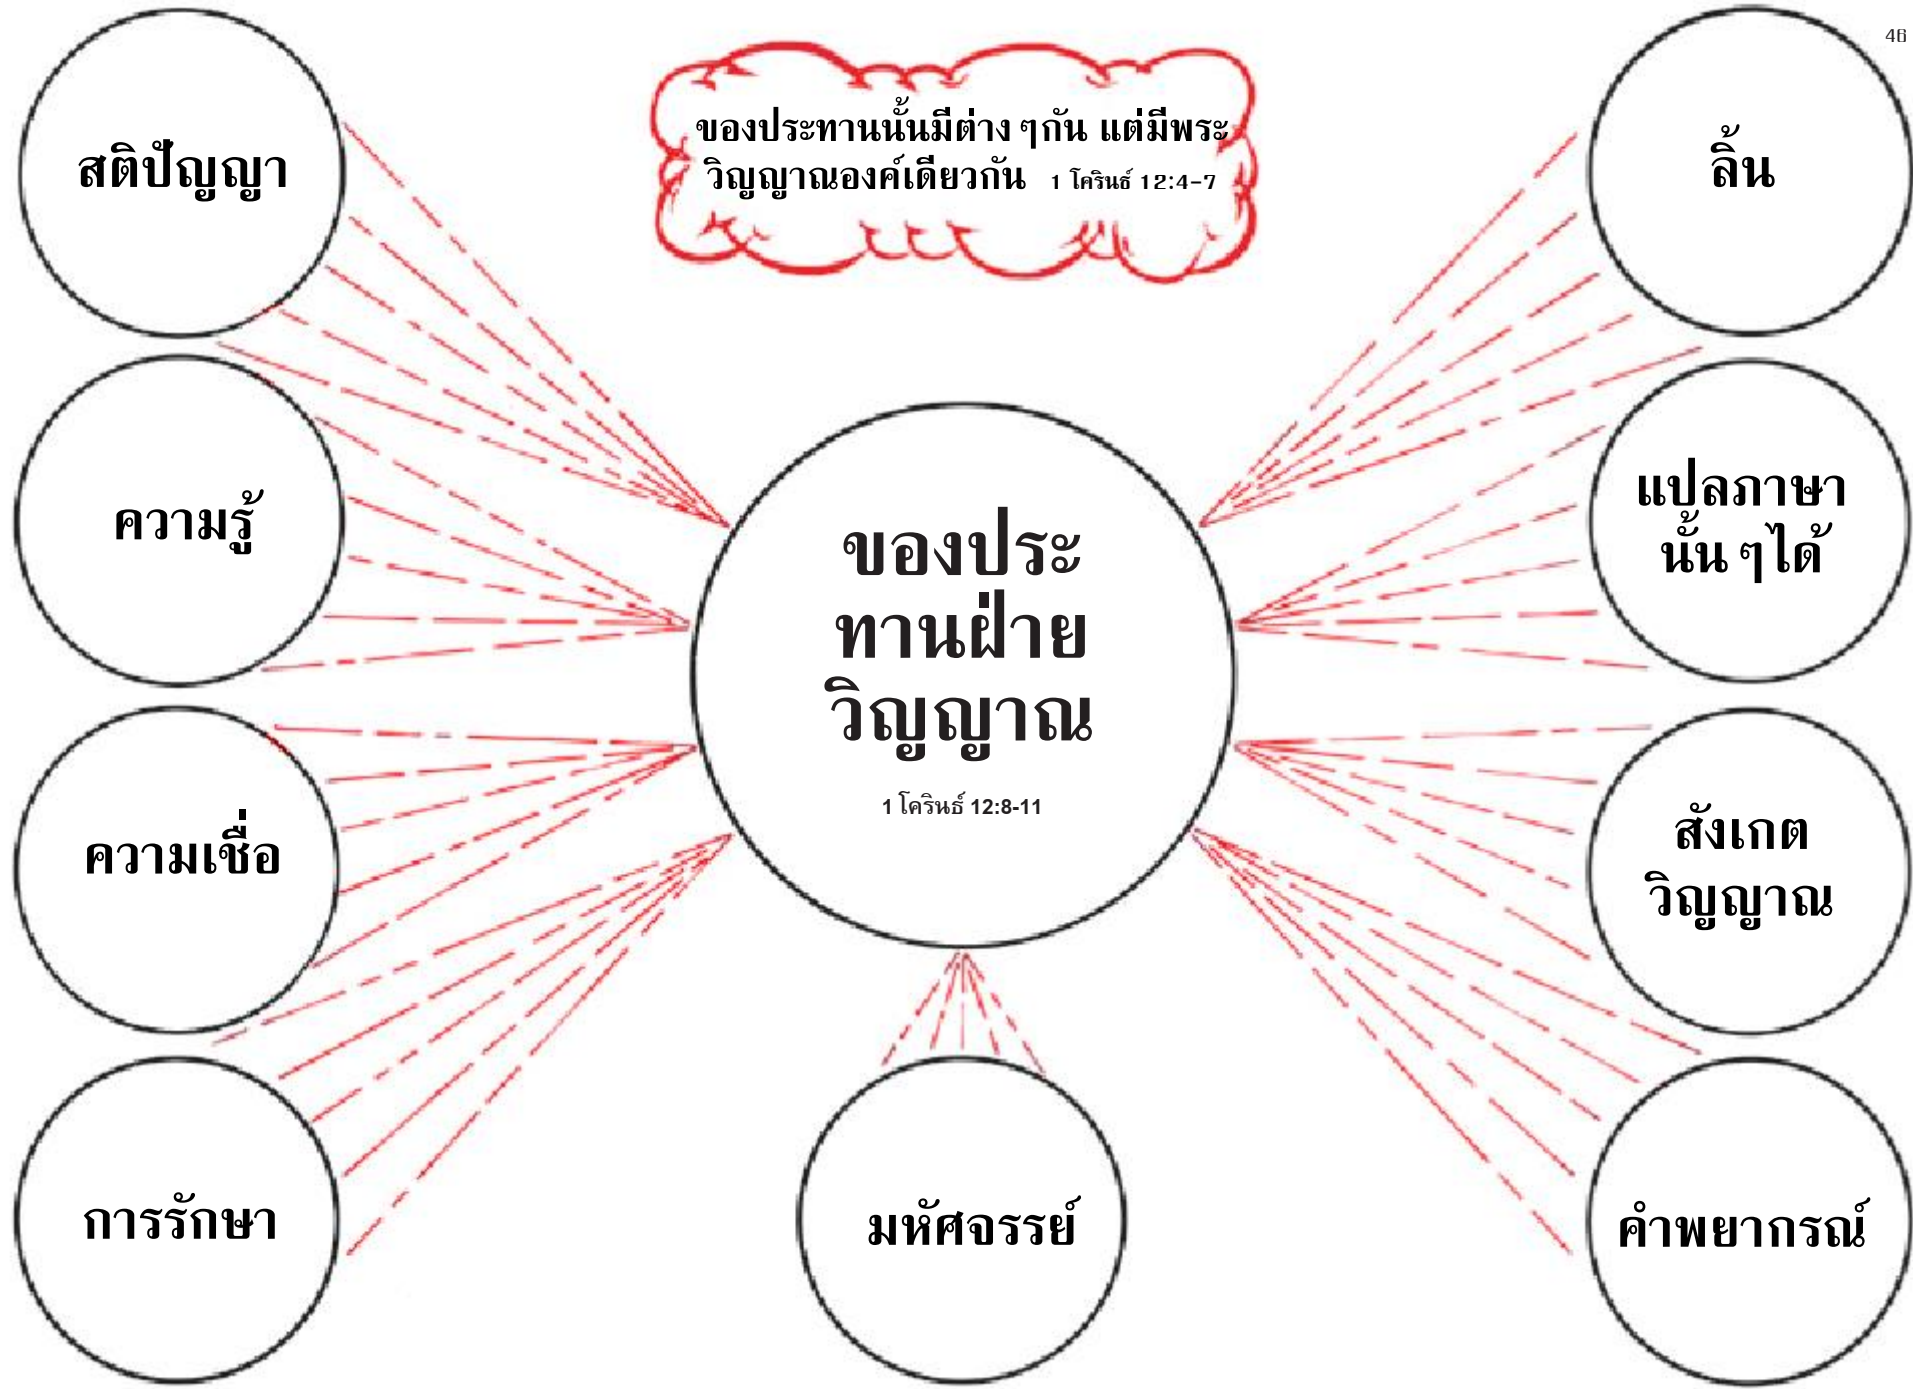 46
ของประทานนั้นมีต่าง ๆกัน แต่มีพระ
วิญญาณองค์เดียวกัน 1 โครินธ์ 12:4-7
สติปัญญา
ความรู้
ความเชื่อ
การรักษา
ของประ
ทานฝ่าย
วิญญาณ
1 โครินธ์ 12:8-11
มหัศจรรย์
ลิ้น
แปลภาษา
นั้น ๆได้
สังเกต
วิญญาณ
คำพยากรณ์